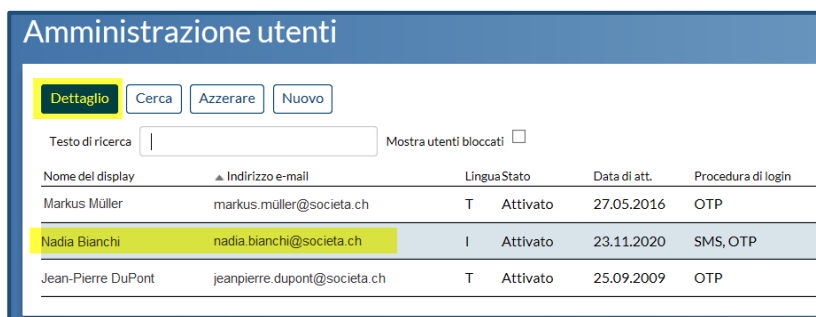 Amministrazione utenti
Dettaglio Cerca Azzerare Nuovo
Testo di ricerca Mostra utenti bloccati
Nome del display Indirizzo e-mail Lingua Stato Data di att. Procedura di login
Markus Müller markus.müller@societa.ch T Attivato 27.05.2016 OTP
Nadia Bianchi nadia.bianchi@societa.ch I Attivato 23.11.2020 SMS, OTP
Jean-Pierre DuPont jeanpierre.dupont@societa.ch T Attivato 25.09.2009 OTP